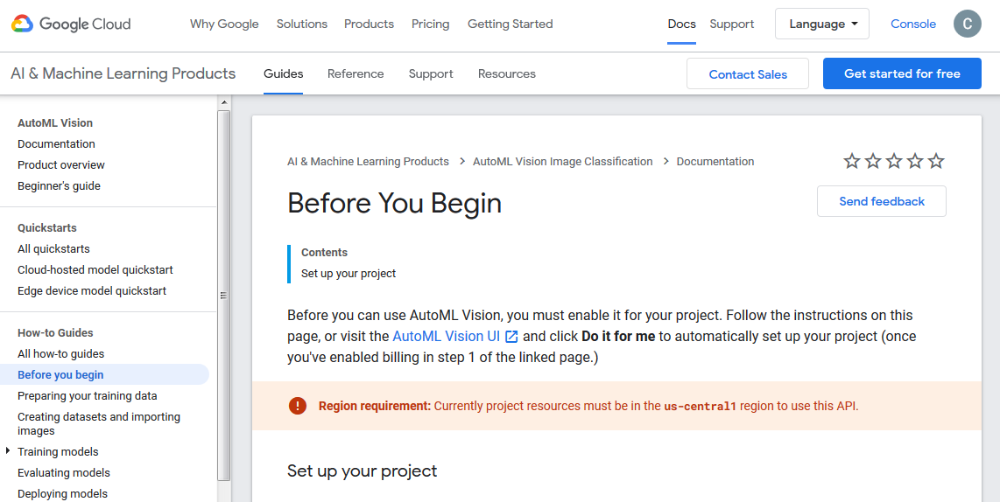 Google Cloud
Why Google
Solutions
Products
Pricing
Getting Started
Docs
Support
Language
Console
C
AI & Machine Learning Products
Guides
Reference
Support
Resources
Contact Sales
Get started for free
AutoML Vision
Documentation
Product overview
Beginner's guide
Quickstarts
All quickstarts
Cloud-hosted model quickstart
Edge device model quickstart
How-to Guides
All how-to guides
Before you begin
Preparing your training data
Creating datasets and importing
images
Training models
Evaluating models
Deploying models
AI & Machine Learning Products > AutoML Vision Image Classification > Documentation
Before You Begin
Send feedback
Contents
Set up your project
Before you can use AutoML Vision, you must enable it for your project. Follow the instructions on this
page, or visit the AutoML Vision UI and click Do it for me to automatically set up your project (once
you've enabled billing in step 1 of the linked page.)
Region requirement: Currently project resources must be in the us-central1 region to use this API.
Set up your project